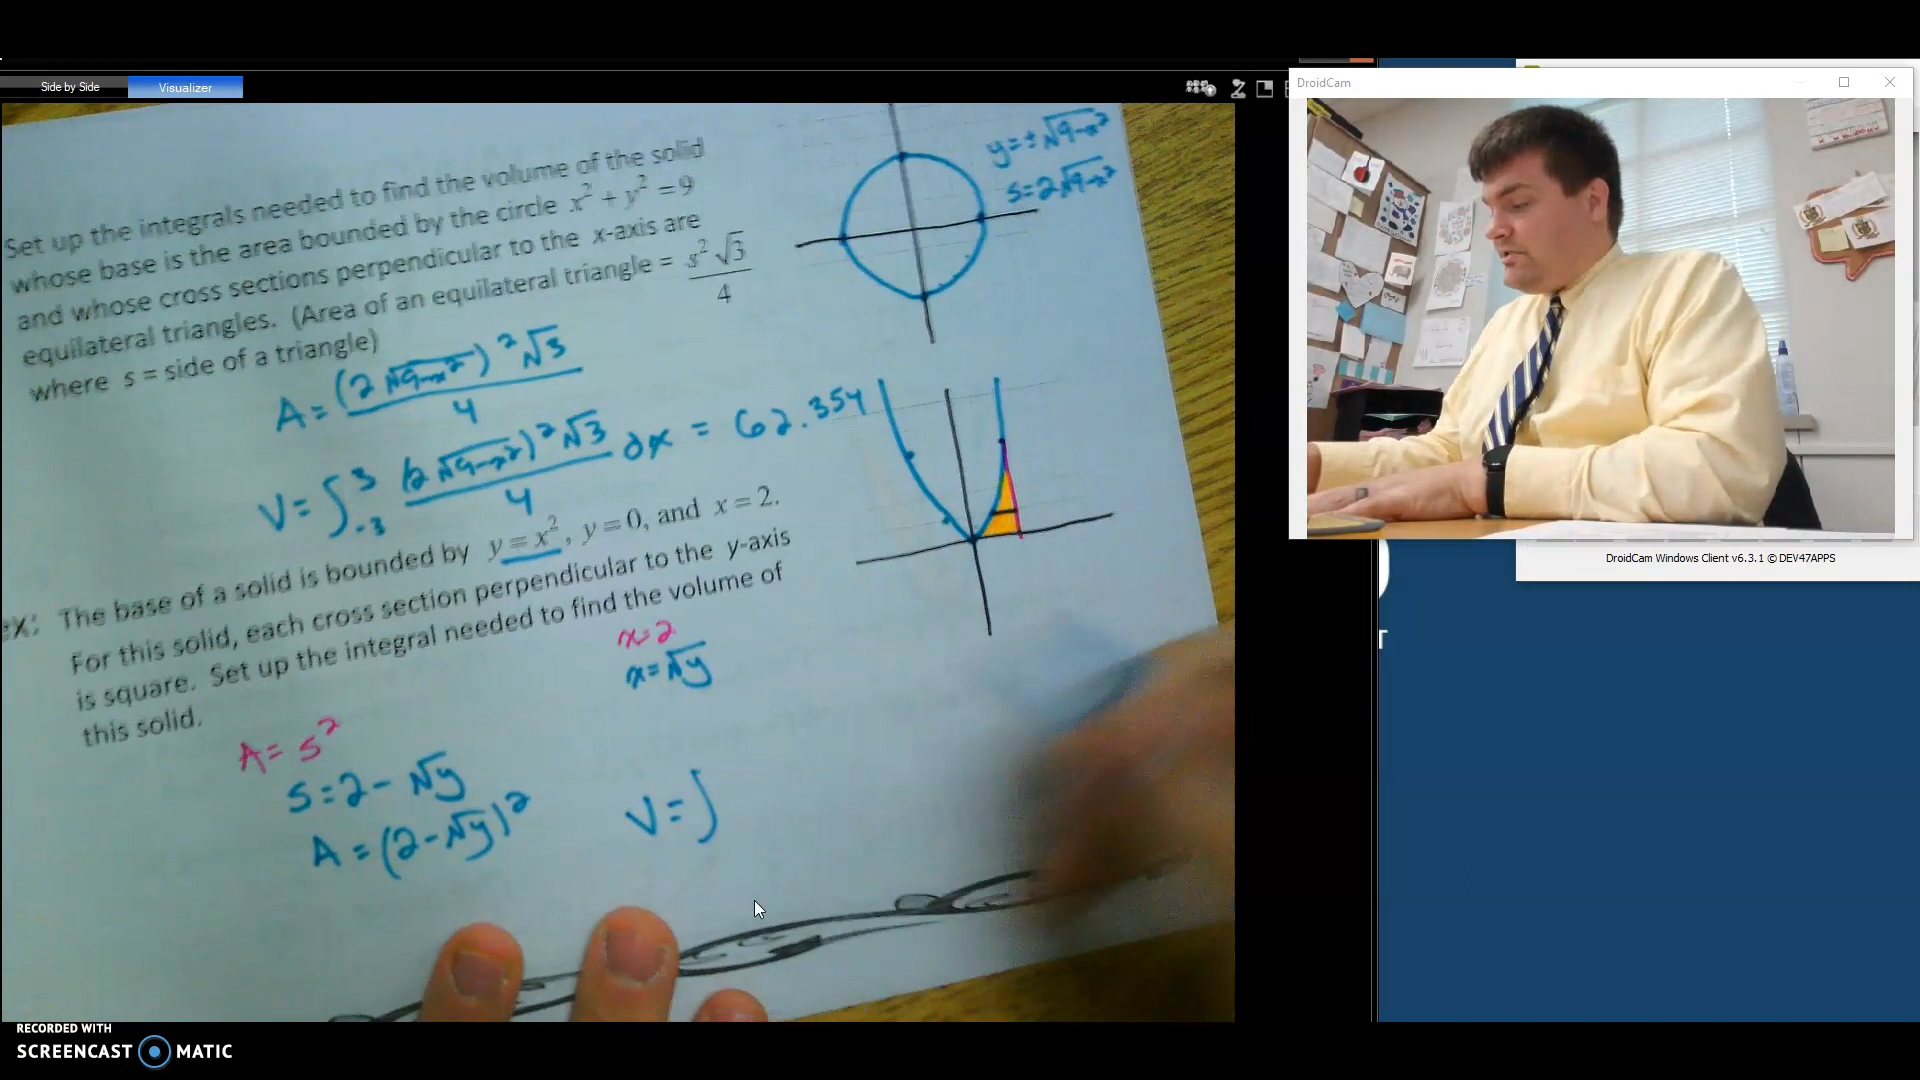 Side by Side
Visualizer
DroidCam
Set up the integrals needed to find the volume of the solid
whose base is the area bounded by the circle x² + y² = 9
and whose cross sections perpendicular to the x-axis are
equilateral triangles. (Area of an equilateral triangle = s²√3/4
where s = side of a triangle)
y=±√9-x²
s=2√9-x²
A = (2√9-x²)²√3/4
V = ∫₋₃³ (2√9-x²)²√3/4 dx = 62.354
ex: The base of a solid is bounded by y = x², y = 0, and x = 2.
For this solid, each cross section perpendicular to the y-axis
is square. Set up the integral needed to find the volume of
this solid.
x=2
x=√y
A= s²
s=2-√y
A=(2-√y)²
V=∫
DroidCam Windows Client v6.3.1 © DEV47APPS
T
RECORDED WITH
SCREENCAST MATIC